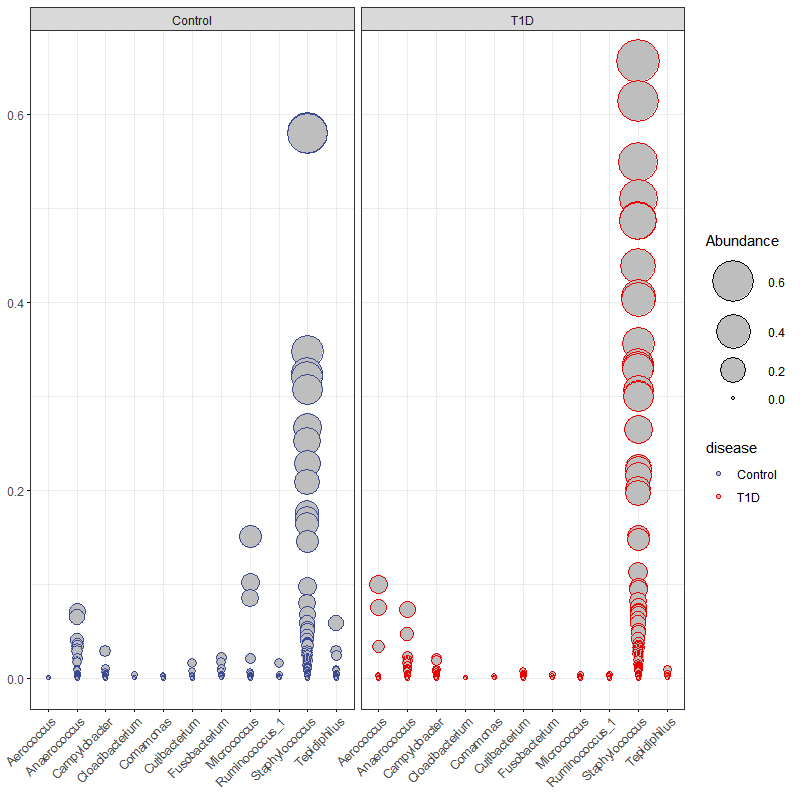 Control
T1D
0.6
0.4
0.2
0.0
Aerococcus
Anaerococcus
Campylobacter
Cloadbacterium
Comamonas
Cutibacterium
Fusobacterium
Micrococcus
Ruminococcus_1
Staphylococcus
Tepidiphilus
Aerococcus
Anaerococcus
Campylobacter
Cloadbacterium
Comamonas
Cutibacterium
Fusobacterium
Micrococcus
Ruminococcus_1
Staphylococcus
Tepidiphilus
Abundance
0.6
0.4
0.2
0.0
disease
Control
T1D